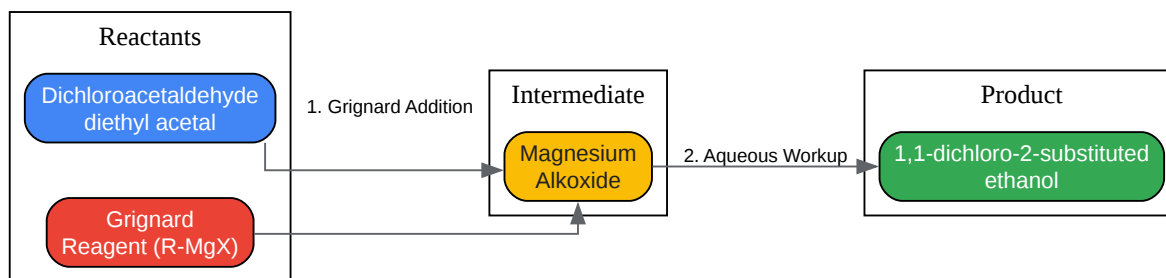 Reactants
Dichloroacetaldehyde
diethyl acetal
Grignard
Reagent (R-MgX)
1. Grignard Addition
Intermediate
Magnesium
Alkoxide
2. Aqueous Workup
Product
1,1-dichloro-2-substituted
ethanol